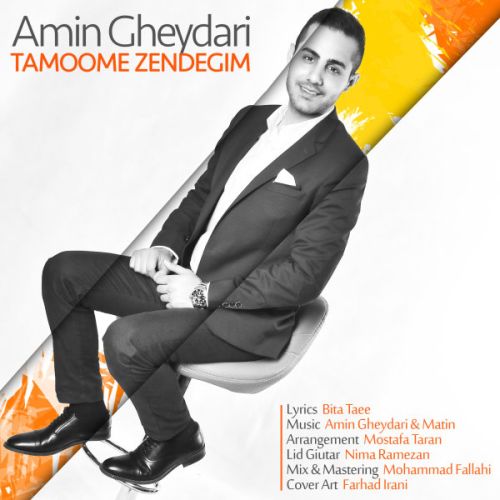 Amin Gheydari
TAMOOME ZENDEGIM
Lyrics Bita Taee
Music Amin Gheydari & Matin
Arrangement Mostafa Taran
Lid Giutar Nima Ramezan
Mix & Mastering Mohammad Fallahi
Cover Art Farhad Irani